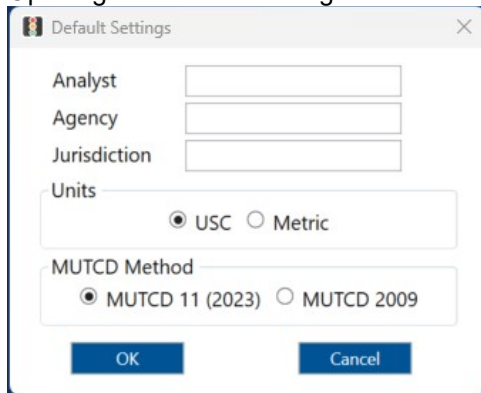 Default Settings
Analyst
Agency
Jurisdiction
Units
USC Metric
MUTCD Method
MUTCD 11 (2023) MUTCD 2009
OK Cancel